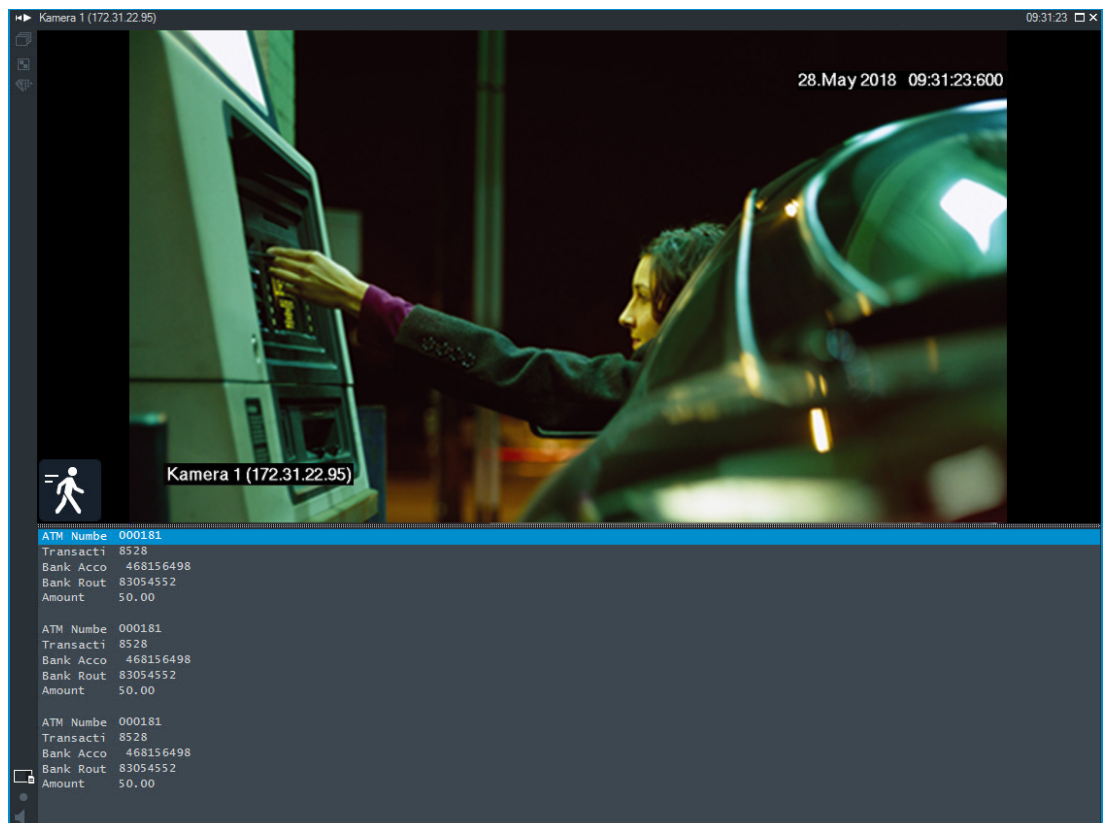 Kamera 1 (172.31.22.95)
09:31:23
28.May 2018 09:31:23:600
Kamera 1 (172.31.22.95)
ATM Numbe 000181
Transacti 8528
Bank Acco 468156498
Bank Rout 83054552
Amount 50.00
ATM Numbe 000181
Transacti 8528
Bank Acco 468156498
Bank Rout 83054552
Amount 50.00
ATM Numbe 000181
Transacti 8528
Bank Acco 468156498
Bank Rout 83054552
Amount 50.00